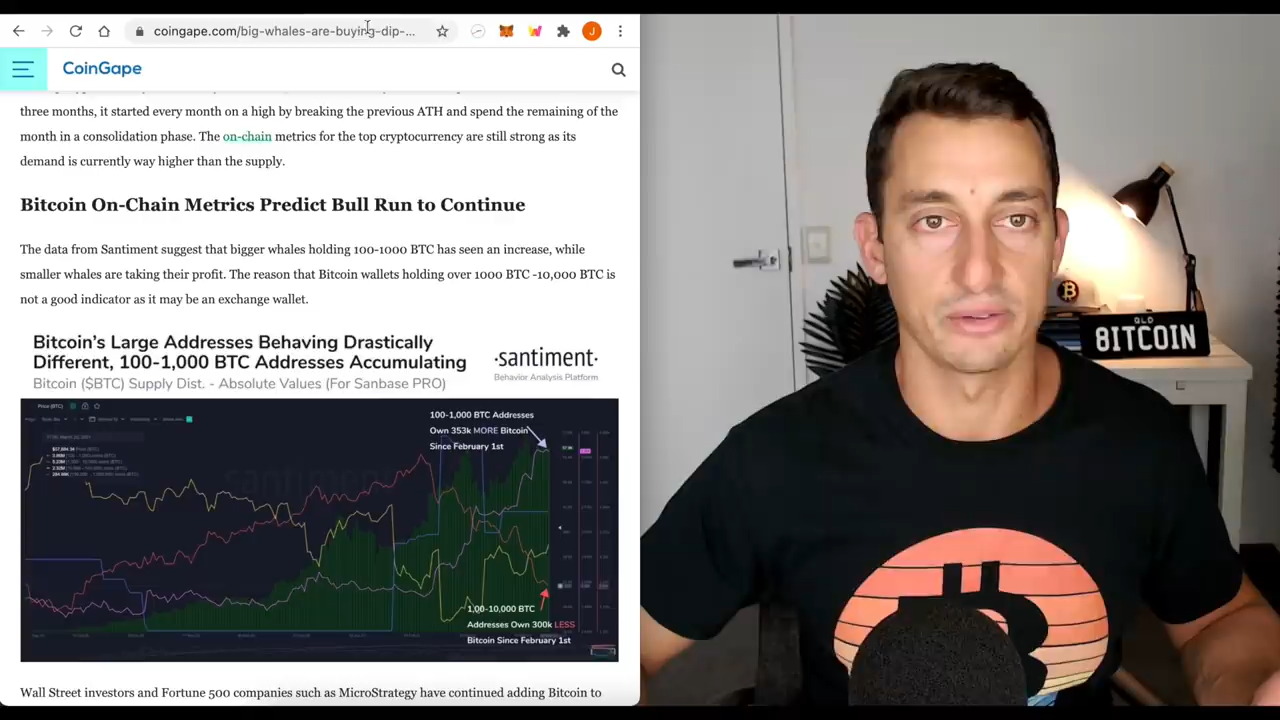 coingape.com/big-whales-are-buying-dip-...
J
CoinGape
three months, it started every month on a high by breaking the previous ATH and spend the remaining of the
month in a consolidation phase. The on-chain metrics for the top cryptocurrency are still strong as its
demand is currently way higher than the supply.
Bitcoin On-Chain Metrics Predict Bull Run to Continue
The data from Santiment suggest that bigger whales holding 100-1000 BTC has seen an increase, while
smaller whales are taking their profit. The reason that Bitcoin wallets holding over 1000 BTC -10,000 BTC is
not a good indicator as it may be an exchange wallet.
Bitcoin's Large Addresses Behaving Drastically
Different, 100-1,000 BTC Addresses Accumulating
Bitcoin ($BTC) Supply Dist. - Absolute Values (For Sanbase PRO)
·santiment·
Behavior Analysis Platform
Price (BTC)
100-1,000 BTC Addresses
Own 353k MORE Bitcoin
Since February 1st
1,00-10,000 BTC
Addresses Own 300k LESS
Bitcoin Since February 1st
Wall Street investors and Fortune 500 companies such as MicroStrategy have continued adding Bitcoin to
QLD
8ITCOIN